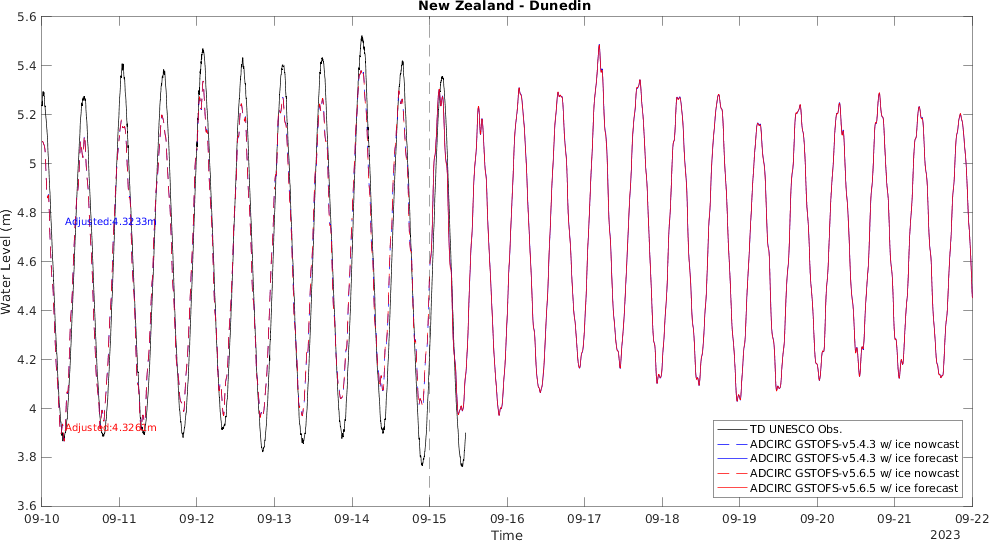 New Zealand - Dunedin
5.6
5.4
5.2
5
4.8
4.6
4.4
4.2
4
3.8
3.6
Water Level (m)
Adjusted:4.3233m
Adjusted:4.3261m
TD UNESCO Obs.
ADCIRC GSTOFS-v5.4.3 w/ ice nowcast
ADCIRC GSTOFS-v5.4.3 w/ ice forecast
ADCIRC GSTOFS-v5.6.5 w/ ice nowcast
ADCIRC GSTOFS-v5.6.5 w/ ice forecast
09-10 09-11 09-12 09-13 09-14 09-15 09-16 09-17 09-18 09-19 09-20 09-21 09-22
Time
2023